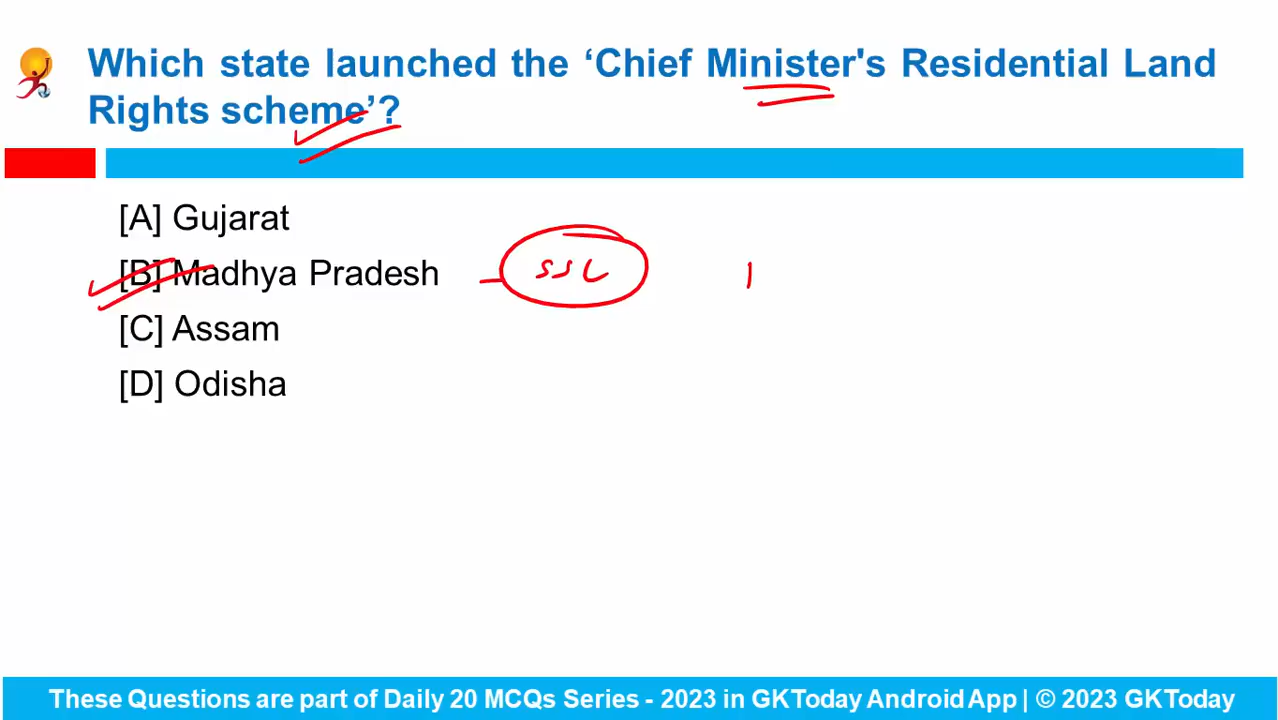 Which state launched the ‘Chief Minister's Residential Land
Rights scheme’?
[A] Gujarat
[B] Madhya Pradesh
SSC
[C] Assam
[D] Odisha
These Questions are part of Daily 20 MCQs Series - 2023 in GKToday Android App | © 2023 GKToday